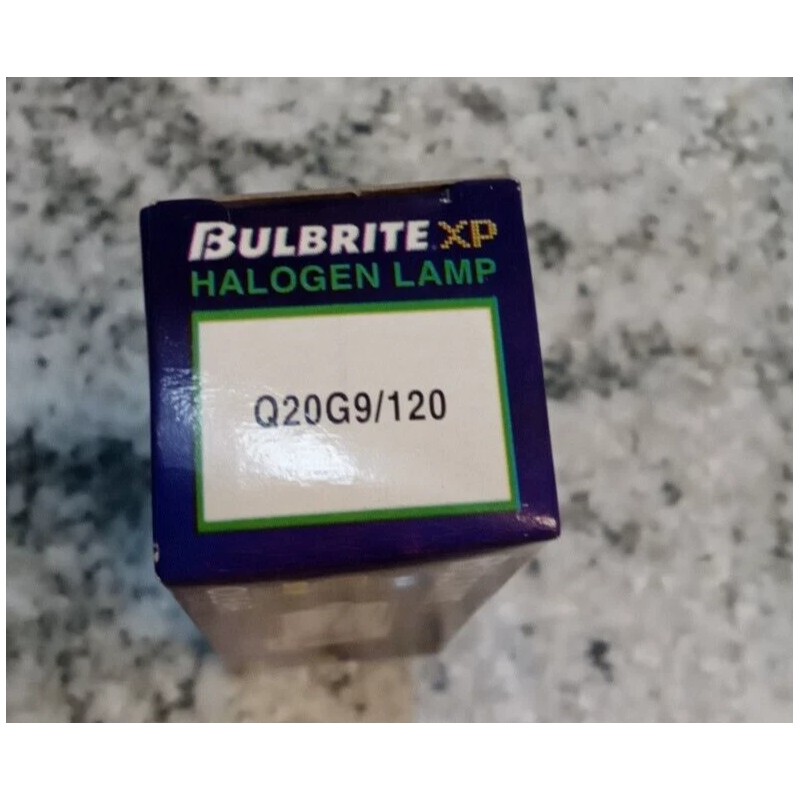 BULBRITE XP
HALOGEN LAMP
Q20G9/120